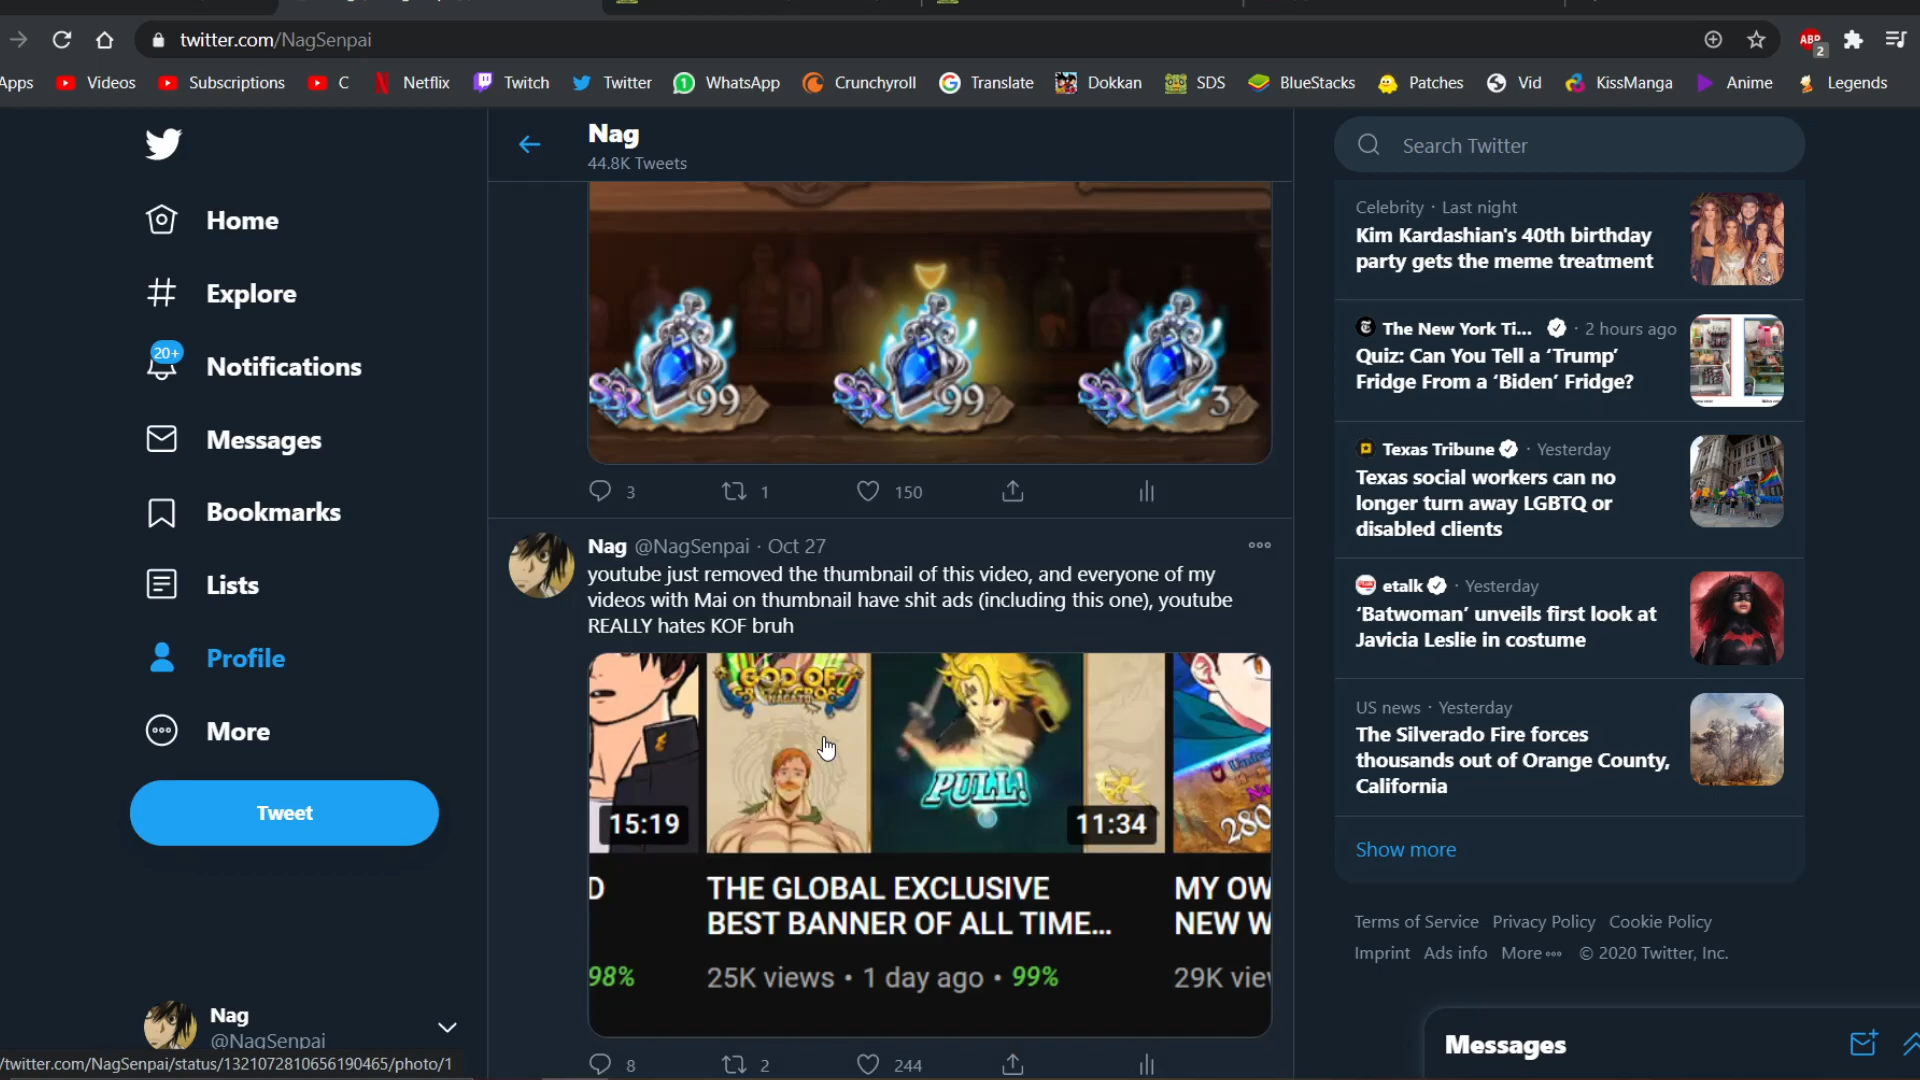 twitter.com/NagSenpai
ABP
2
Apps
Videos
Subscriptions
C
Netflix
Twitch
Twitter
WhatsApp
Crunchyroll
Translate
Dokkan
SDS
BlueStacks
Patches
Vid
KissManga
Anime
Legends
Home
Explore
20+
Notifications
Messages
Bookmarks
Lists
Profile
More
Tweet
Nag
@NagSenpai
/twitter.com/NagSenpai/status/1321072810656190465/photo/1
Nag
44.8K Tweets
SSR 99
SSR 99
SSR 3
3
1
150
Nag @NagSenpai · Oct 27
youtube just removed the thumbnail of this video, and everyone of my
videos with Mai on thumbnail have shit ads (including this one), youtube
REALLY hates KOF bruh
GOD OF
PULL!
280
15:19
11:34
D
THE GLOBAL EXCLUSIVE
BEST BANNER OF ALL TIME...
MY OW
NEW W
98%
25K views • 1 day ago • 99%
29K vie
8
2
244
Search Twitter
Celebrity · Last night
Kim Kardashian's 40th birthday
party gets the meme treatment
The New York Ti... · 2 hours ago
Quiz: Can You Tell a ‘Trump’
Fridge From a ‘Biden’ Fridge?
Texas Tribune · Yesterday
Texas social workers can no
longer turn away LGBTQ or
disabled clients
etalk · Yesterday
‘Batwoman’ unveils first look at
Javicia Leslie in costume
US news · Yesterday
The Silverado Fire forces
thousands out of Orange County,
California
Show more
Terms of Service Privacy Policy Cookie Policy
Imprint Ads info More © 2020 Twitter, Inc.
Messages